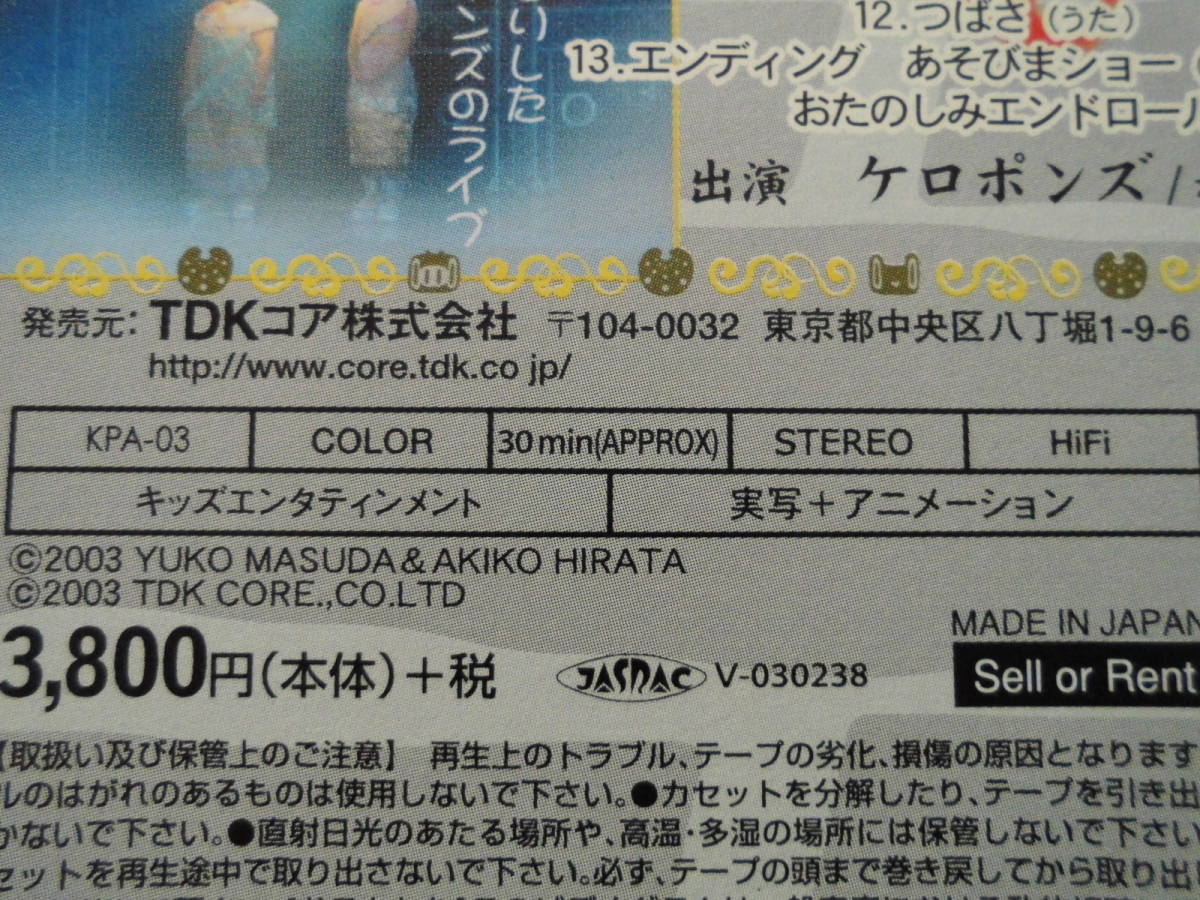 りした
ンズのライブ
12.つばさ(うた)
13.エンディング　あそびまショー
おたのしみエンドロール
出演　ケロポンズ/
発売元:TDKコア株式会社　〒104-0032 東京都中央区八丁堀1-9-6
http://www.core.tdk.co jp/
KPA-03 COLOR 30min(APPROX) STEREO HiFi
キッズエンタティンメント 実写＋アニメーション
©2003 YUKO MASUDA&AKIKO HIRATA
©2003 TDK CORE.,CO.LTD
3,800円(本体)＋税
JASRAC V-030238
MADE IN JAPAN
Sell or Rent
【取扱い及び保管上のご注意】　再生上のトラブル、テープの劣化、損傷の原因となります
ルのはがれのあるものは使用しないで下さい。●カセットを分解したり、テープを引き出
かないで下さい。●直射日光のあたる場所や、高温・多湿の場所には保管しないで下さい
セットを再生途中で取り出さないで下さい。必ず、テープの頭まで巻き戻してから取り出